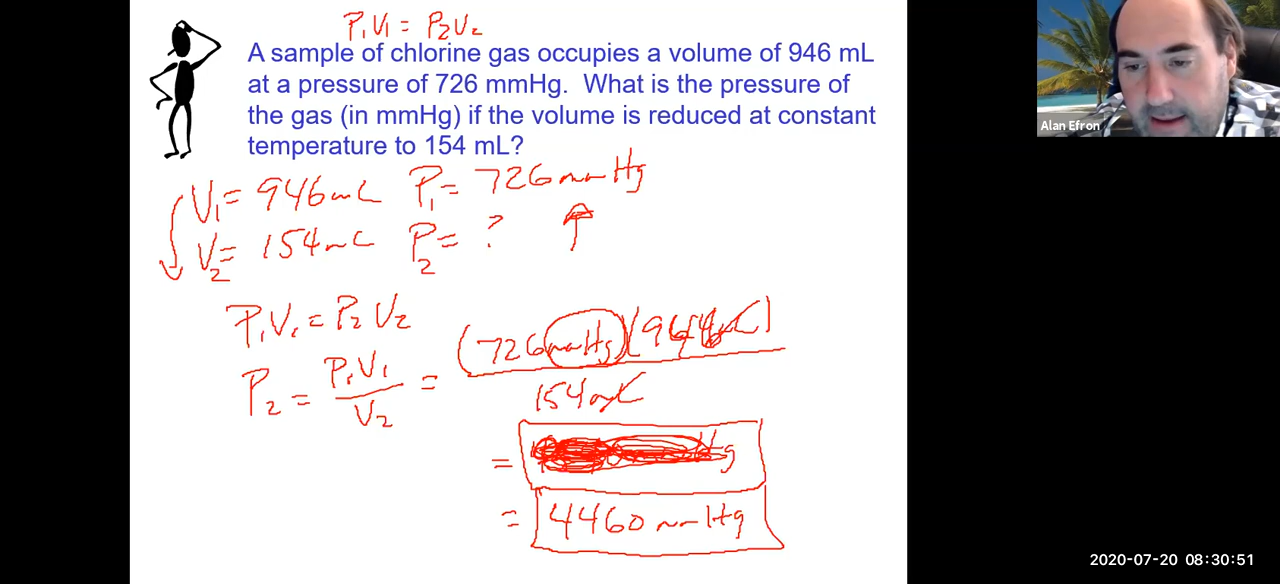 P₁V₁ = P₂V₂
A sample of chlorine gas occupies a volume of 946 mL
at a pressure of 726 mmHg. What is the pressure of
the gas (in mmHg) if the volume is reduced at constant
temperature to 154 mL?
V₁ = 946 mL P₁ = 726 mmHg
V₂ = 154 mL P₂ = ?
P₁V₁ = P₂V₂
P₂ = P₁V₁ / V₂ = (726 mmHg)( mL) / 154 mL
=
= 4460 mmHg
Alan Efron
2020-07-20 08:30:51